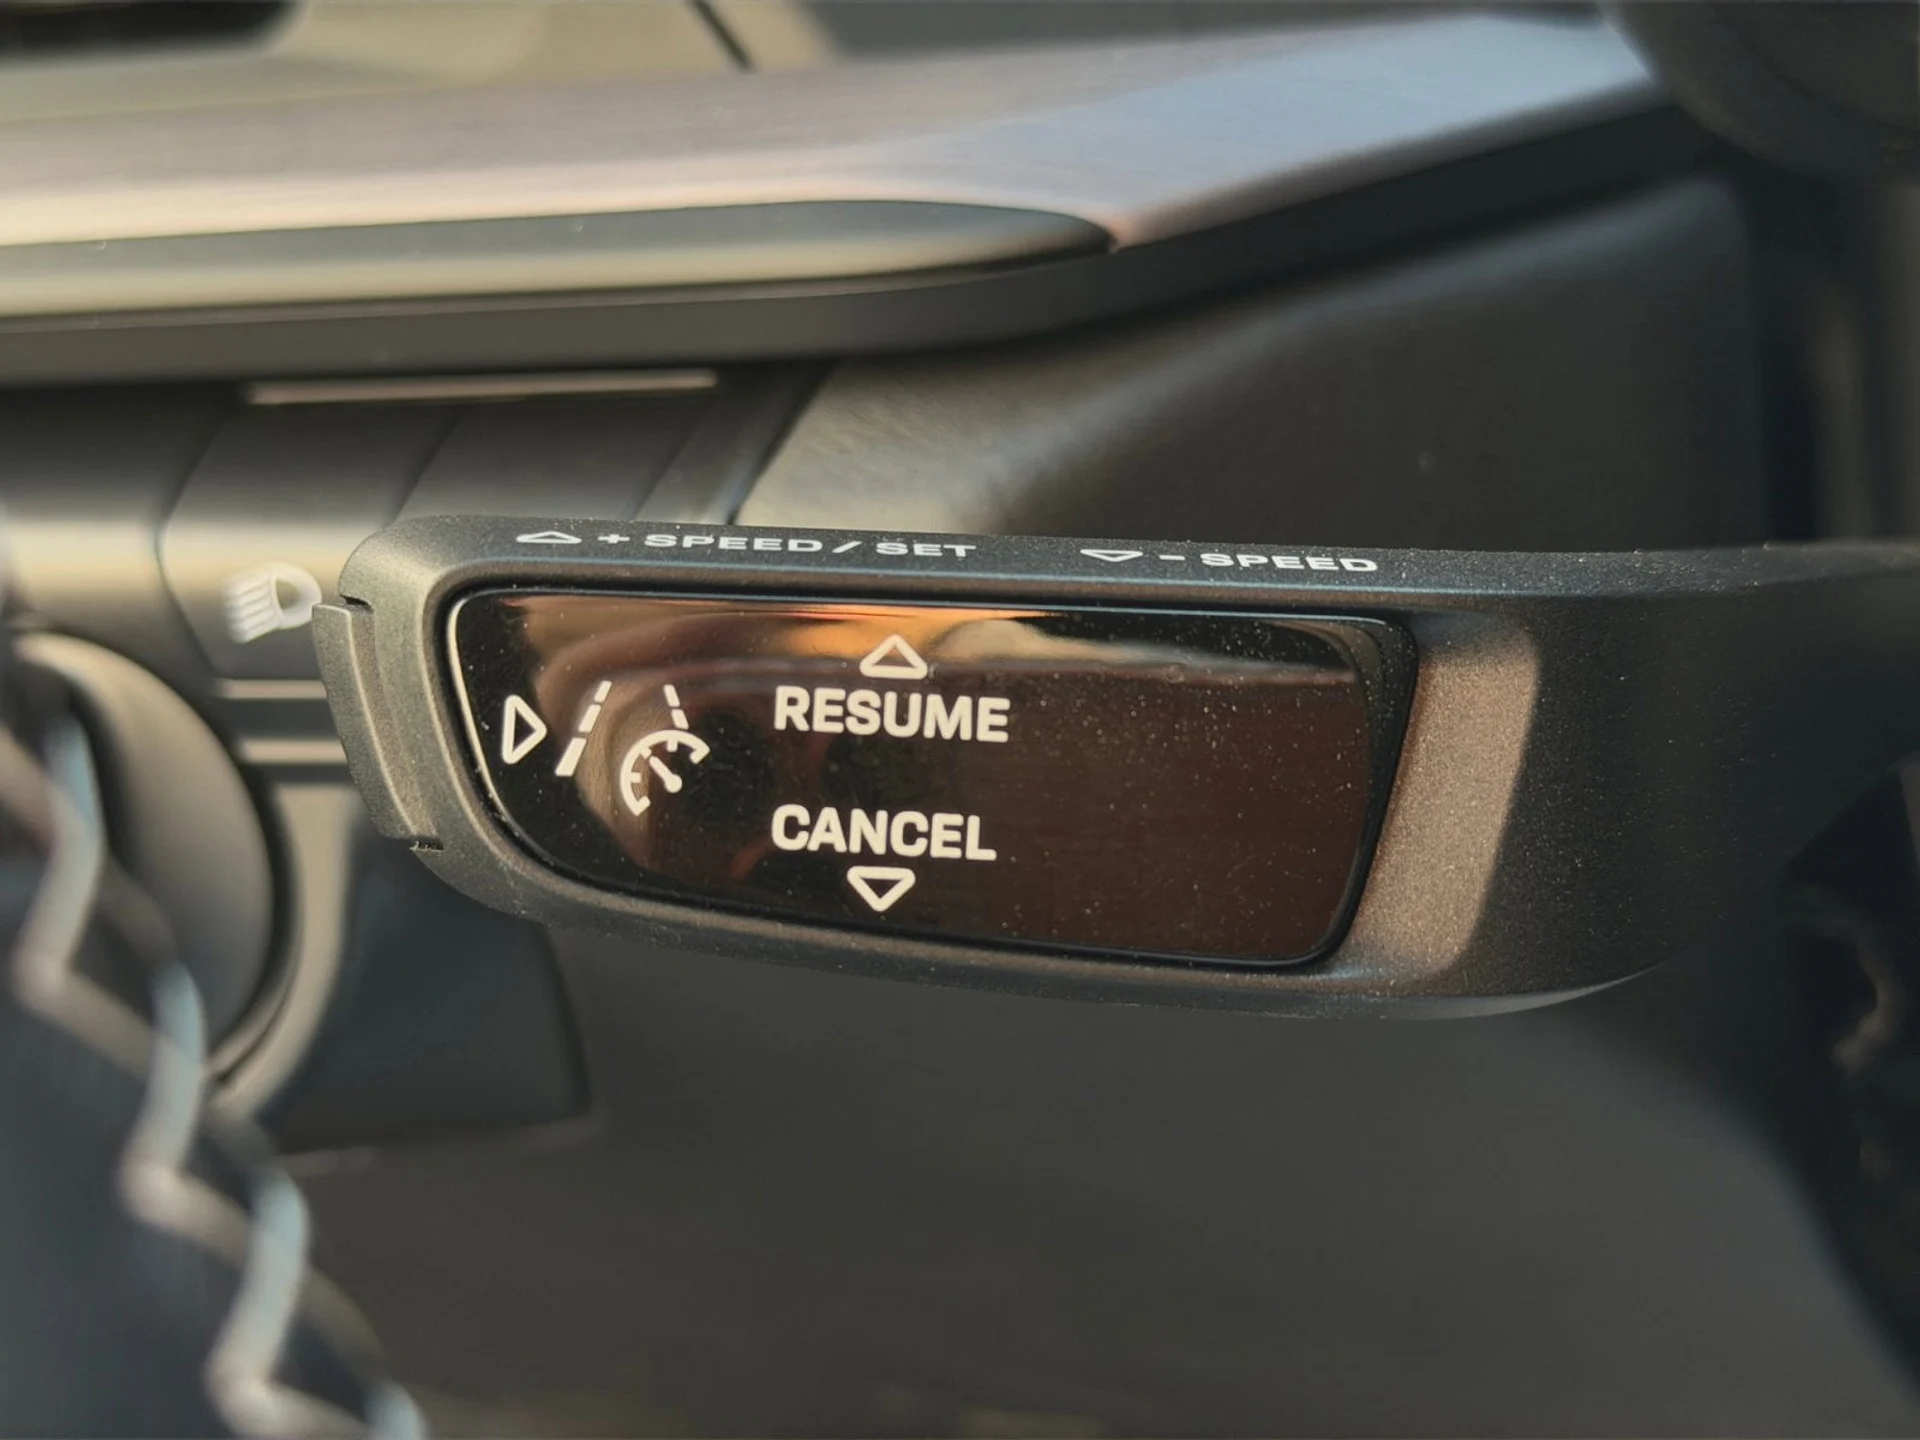 + SPEED / SET - SPEED
RESUME
CANCEL